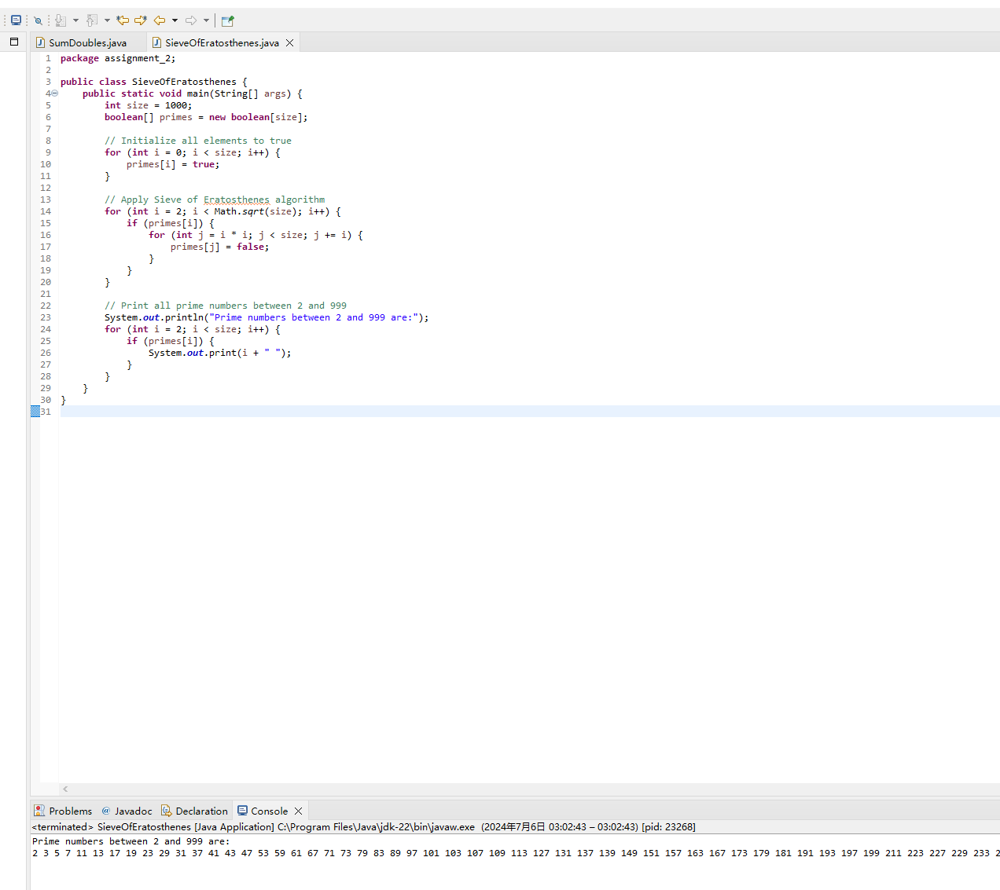 SumDoubles.java SieveOfEratosthenes.java
1 package assignment_2;
2
3 public class SieveOfEratosthenes {
4 public static void main(String[] args) {
5 int size = 1000;
6 boolean[] primes = new boolean[size];
7
8 // Initialize all elements to true
9 for (int i = 0; i < size; i++) {
10 primes[i] = true;
11 }
12
13 // Apply Sieve of Eratosthenes algorithm
14 for (int i = 2; i < Math.sqrt(size); i++) {
15 if (primes[i]) {
16 for (int j = i * i; j < size; j += i) {
17 primes[j] = false;
18 }
19 }
20 }
21
22 // Print all prime numbers between 2 and 999
23 System.out.println("Prime numbers between 2 and 999 are:");
24 for (int i = 2; i < size; i++) {
25 if (primes[i]) {
26 System.out.print(i + " ");
27 }
28 }
29 }
30 }
31
Problems @ Javadoc Declaration Console
<terminated> SieveOfEratosthenes [Java Application] C:\Program Files\Java\jdk-22\bin\javaw.exe (2024年7月6日 03:02:43 – 03:02:43) [pid: 23268]
Prime numbers between 2 and 999 are:
2 3 5 7 11 13 17 19 23 29 31 37 41 43 47 53 59 61 67 71 73 79 83 89 97 101 103 107 109 113 127 131 137 139 149 151 157 163 167 173 179 181 191 193 197 199 211 223 227 229 233 2